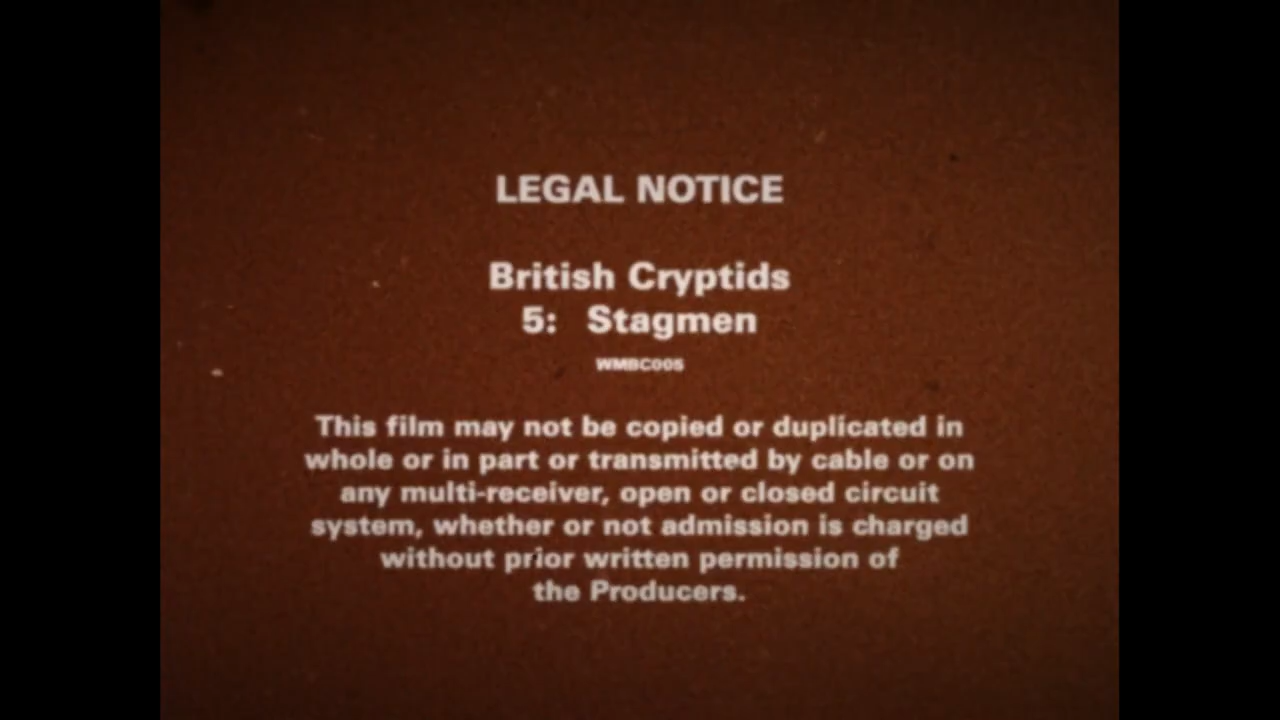 LEGAL NOTICE
British Cryptids
5: Stagmen
WMBC005
This film may not be copied or duplicated in
whole or in part or transmitted by cable or on
any multi-receiver, open or closed circuit
system, whether or not admission is charged
without prior written permission of
the Producers.